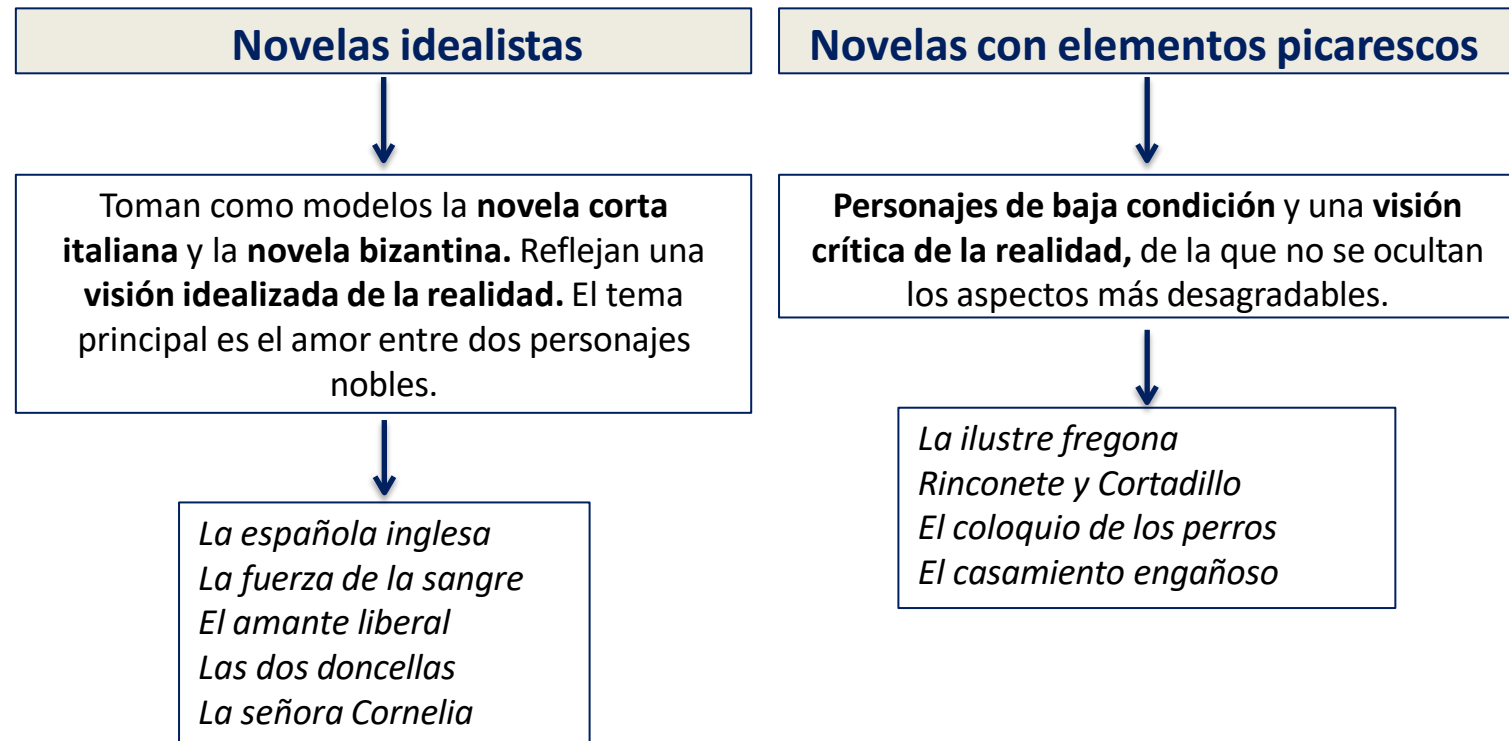 Novelas idealistas
Toman como modelos la novela corta
italiana y la novela bizantina. Reflejan una
visión idealizada de la realidad. El tema
principal es el amor entre dos personajes
nobles.
La española inglesa
La fuerza de la sangre
El amante liberal
Las dos doncellas
La señora Cornelia
Novelas con elementos picarescos
Personajes de baja condición y una visión
crítica de la realidad, de la que no se ocultan
los aspectos más desagradables.
La ilustre fregona
Rinconete y Cortadillo
El coloquio de los perros
El casamiento engañoso